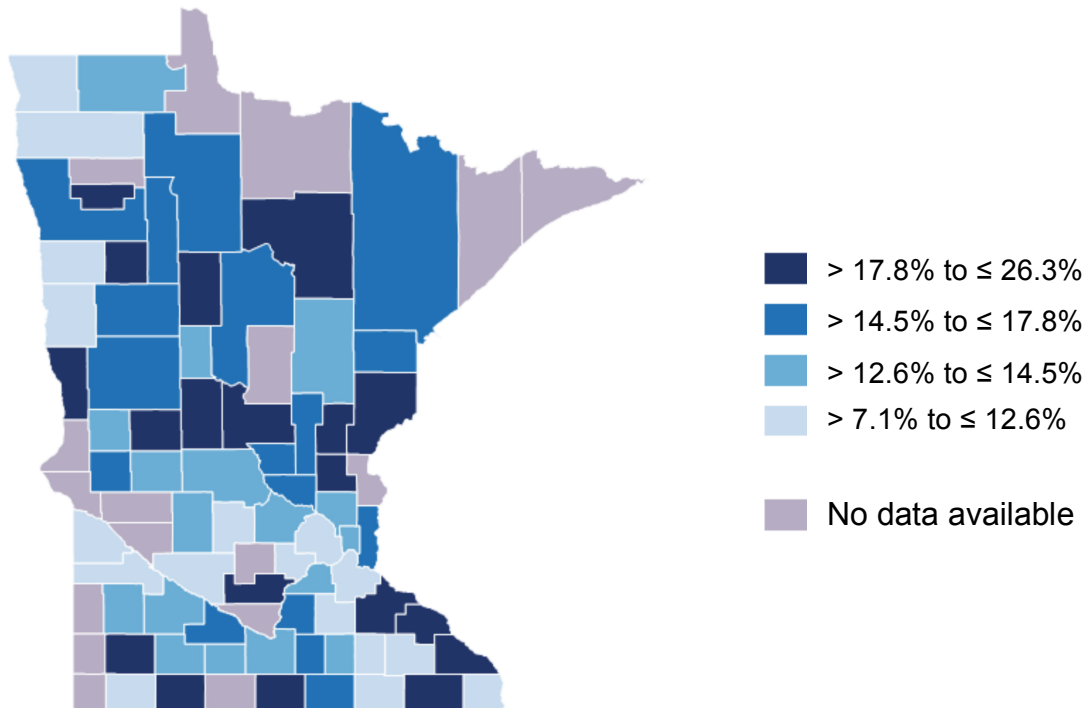 > 17.8% to ≤ 26.3%
> 14.5% to ≤ 17.8%
> 12.6% to ≤ 14.5%
> 7.1% to ≤ 12.6%
No data available